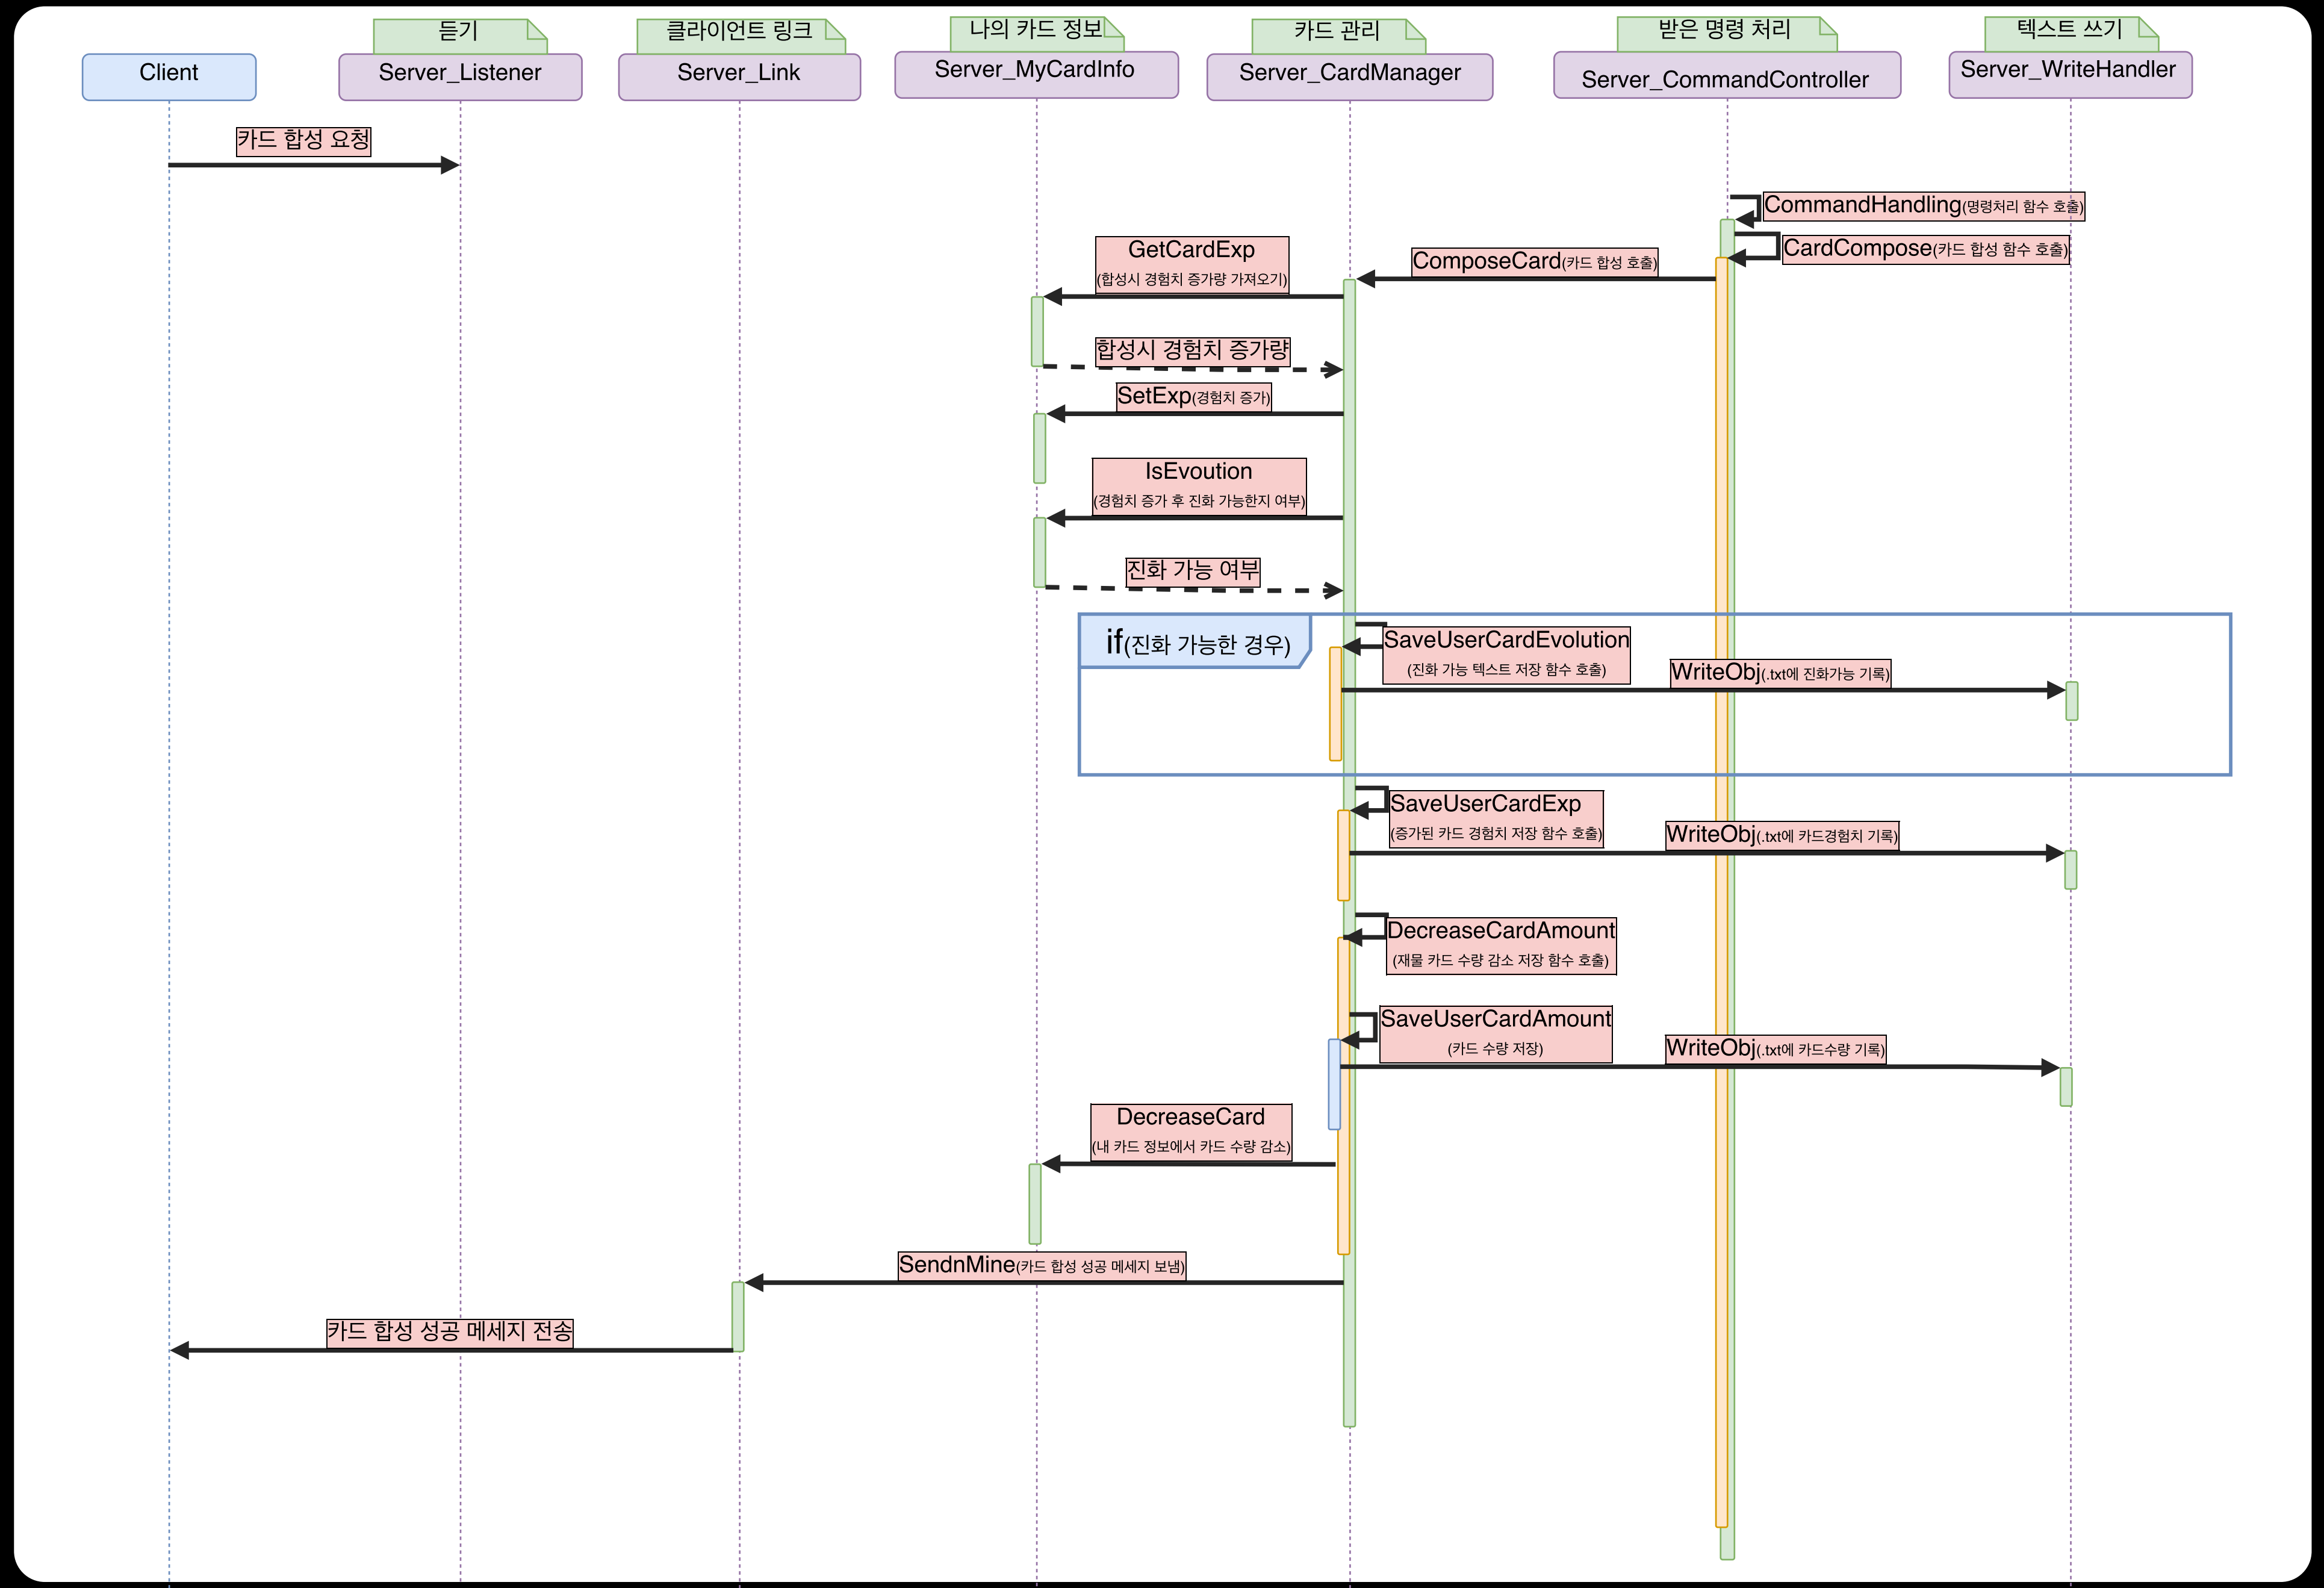 듣기
클라이언트 링크
나의 카드 정보
카드 관리
받은 명령 처리
텍스트 쓰기
Client
Server_Listener
Server_Link
Server_MyCardInfo
Server_CardManager
Server_CommandController
Server_WriteHandler
카드 합성 요청
CommandHandling(명령처리 함수 호출)
CardCompose(카드 합성 함수 호출)
ComposeCard(카드 합성 호출)
GetCardExp
(합성시 경험치 증가량 가져오기)
합성시 경험치 증가량
SetExp(경험치 증가)
IsEvoution
(경험치 증가 후 진화 가능한지 여부)
진화 가능 여부
if(진화 가능한 경우)
SaveUserCardEvolution
(진화 가능 텍스트 저장 함수 호출)
WriteObj(.txt에 진화가능 기록)
SaveUserCardExp
(증가된 카드 경험치 저장 함수 호출)
WriteObj(.txt에 카드경험치 기록)
DecreaseCardAmount
(재물 카드 수량 감소 저장 함수 호출)
SaveUserCardAmount
(카드 수량 저장)
WriteObj(.txt에 카드수량 기록)
DecreaseCard
(내 카드 정보에서 카드 수량 감소)
SendnMine(카드 합성 성공 메세지 보냄)
카드 합성 성공 메세지 전송